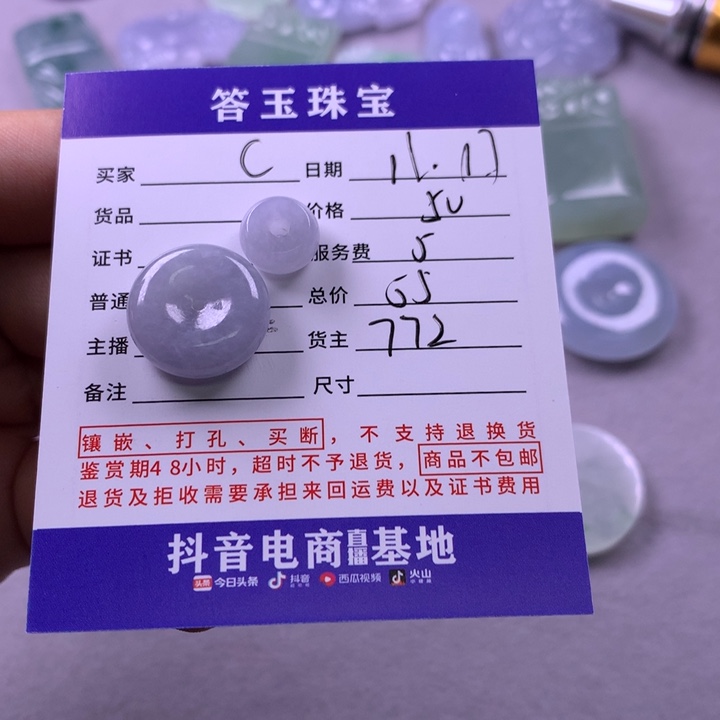 答玉珠宝
买家 C 日期 11.17
货品 价格 50
证书 服务费 5
普通 总价 65
主播 货主 772
备注 尺寸
镶嵌、打孔、买断，不支持退换货
鉴赏期48小时，超时不予退货，商品不包邮
退货及拒收需要承担来回运费以及证书费用
抖音电商直播基地
头条 今日头条 抖音 西瓜视频 火山